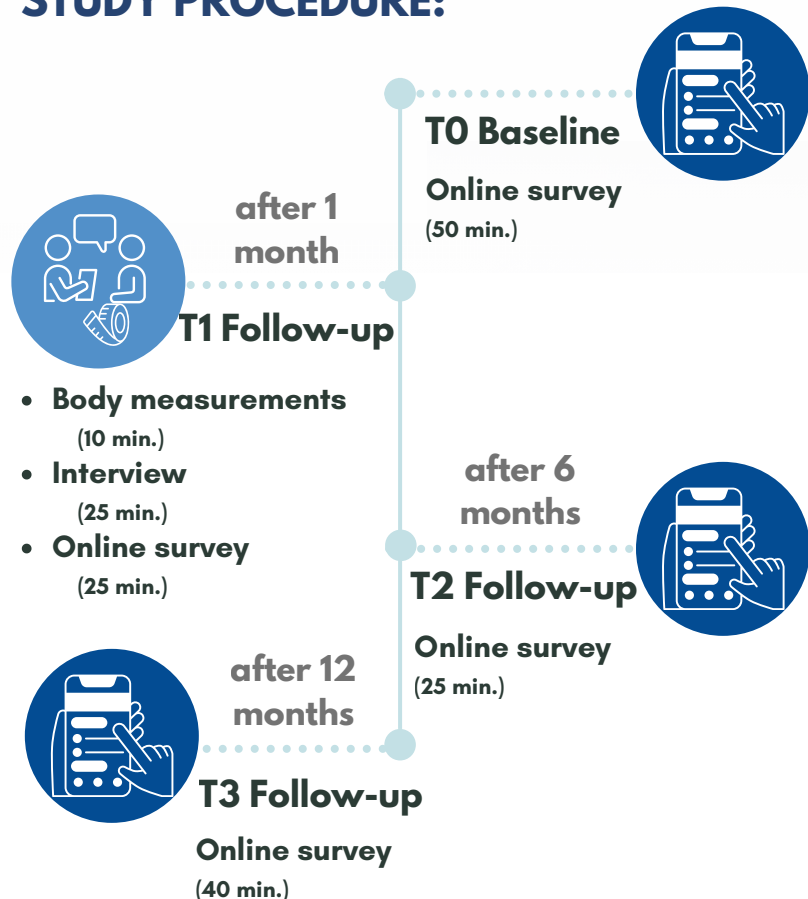 STUDY PROCEDURE:
T0 Baseline
Online survey
(50 min.)
after 1
month
T1 Follow-up
• Body measurements
(10 min.)
• Interview
(25 min.)
• Online survey
(25 min.)
after 6
months
T2 Follow-up
Online survey
(25 min.)
after 12
months
T3 Follow-up
Online survey
(40 min.)